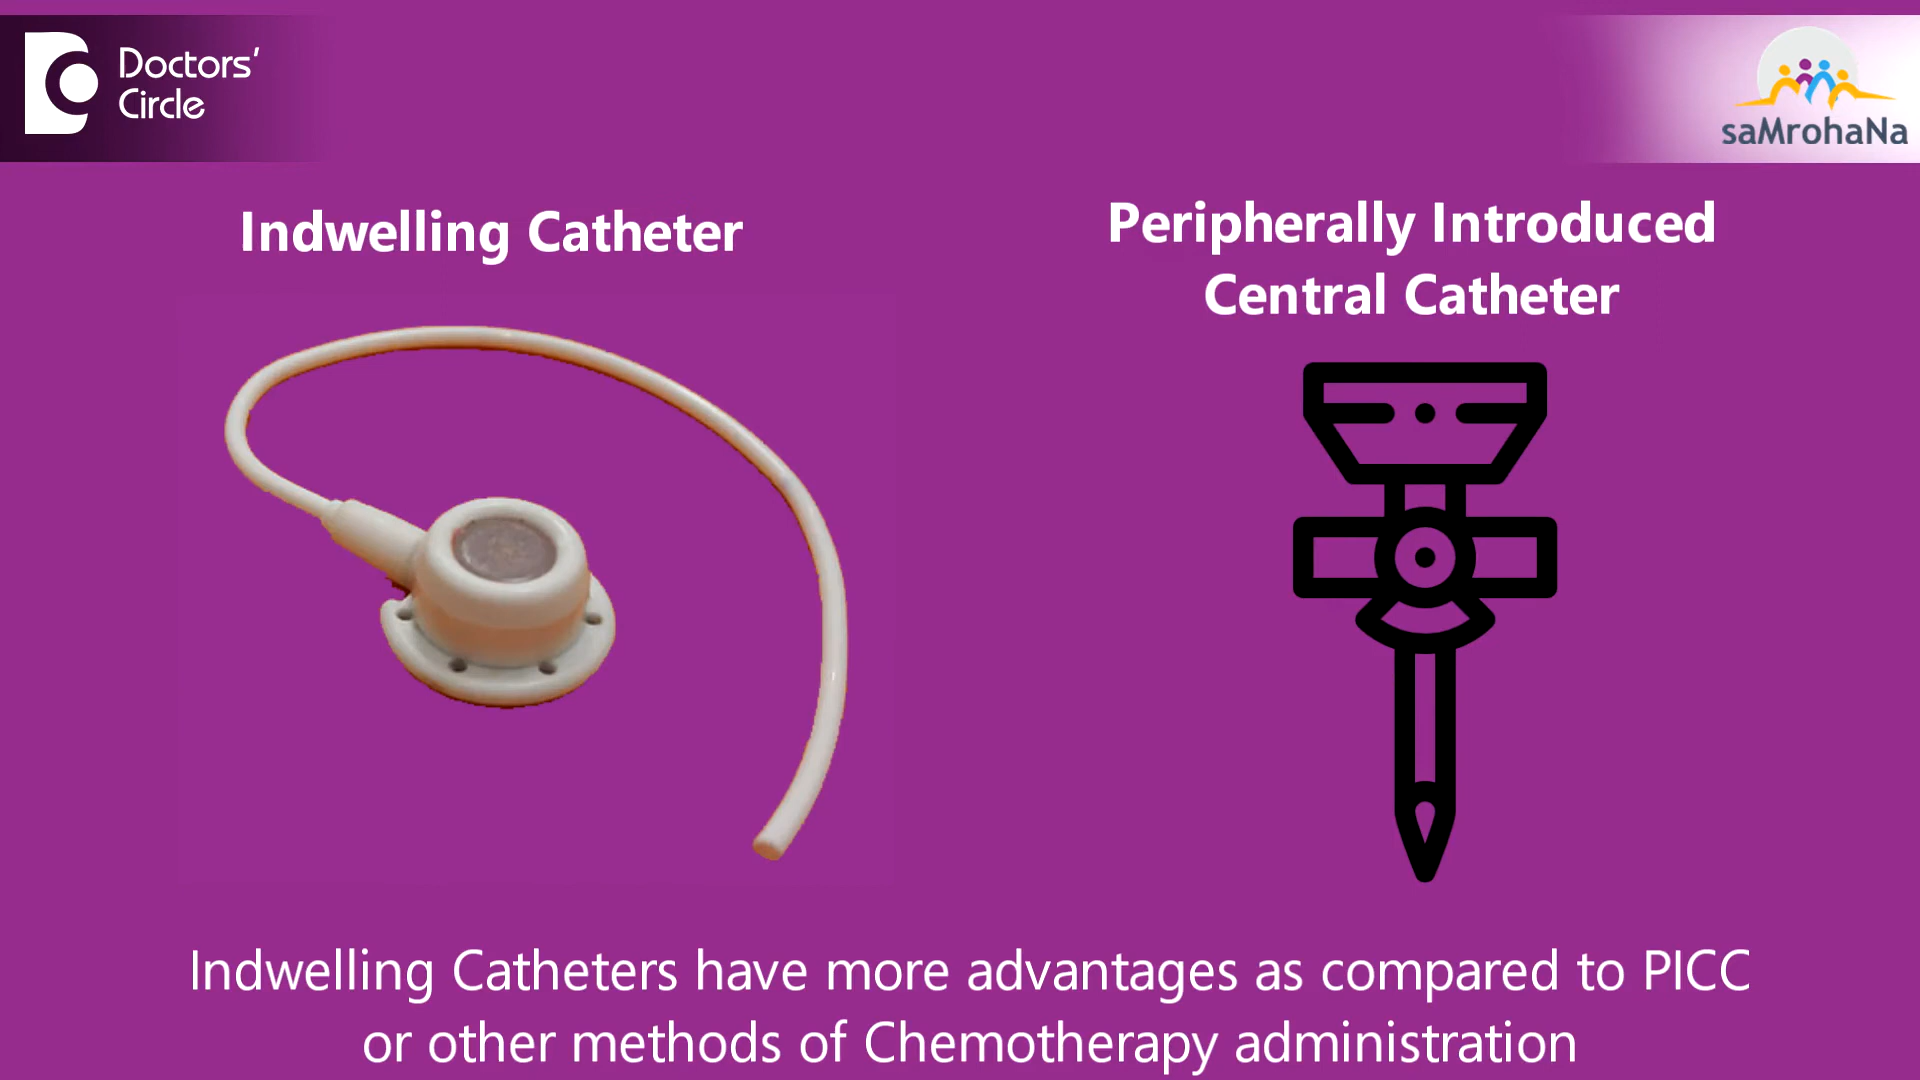 Doctors'
Circle
saMrohaNa
Indwelling Catheter
Peripherally Introduced
Central Catheter
Indwelling Catheters have more advantages as compared to PICC
or other methods of Chemotherapy administration